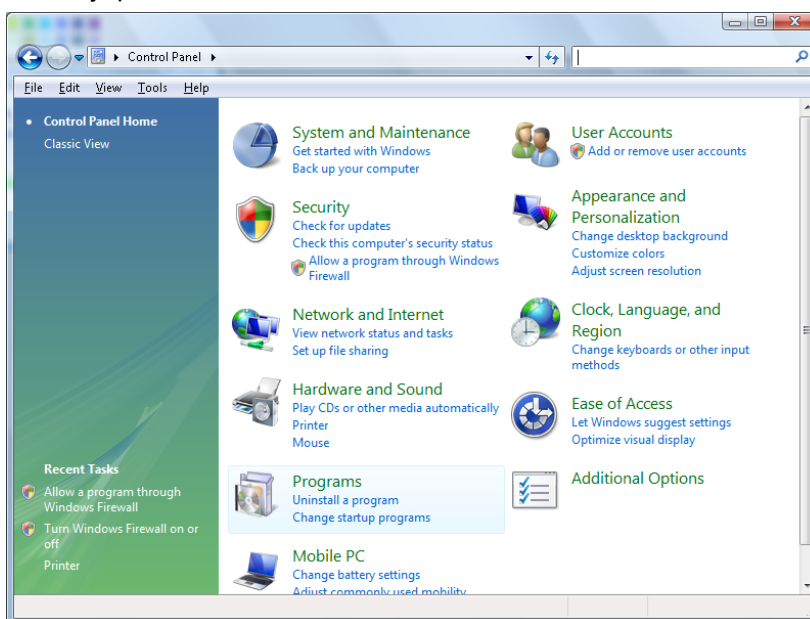 Control Panel
File Edit View Tools Help
Control Panel Home
Classic View
System and Maintenance
Get started with Windows
Back up your computer
Security
Check for updates
Check this computer's security status
Allow a program through Windows
Firewall
Network and Internet
View network status and tasks
Set up file sharing
Hardware and Sound
Play CDs or other media automatically
Printer
Mouse
Programs
Uninstall a program
Change startup programs
Mobile PC
Change battery settings
Adjust commonly used mobility
User Accounts
Add or remove user accounts
Appearance and
Personalization
Change desktop background
Customize colors
Adjust screen resolution
Clock, Language, and
Region
Change keyboards or other input
methods
Ease of Access
Let Windows suggest settings
Optimize visual display
Additional Options
Recent Tasks
Allow a program through
Windows Firewall
Turn Windows Firewall on or
off
Printer